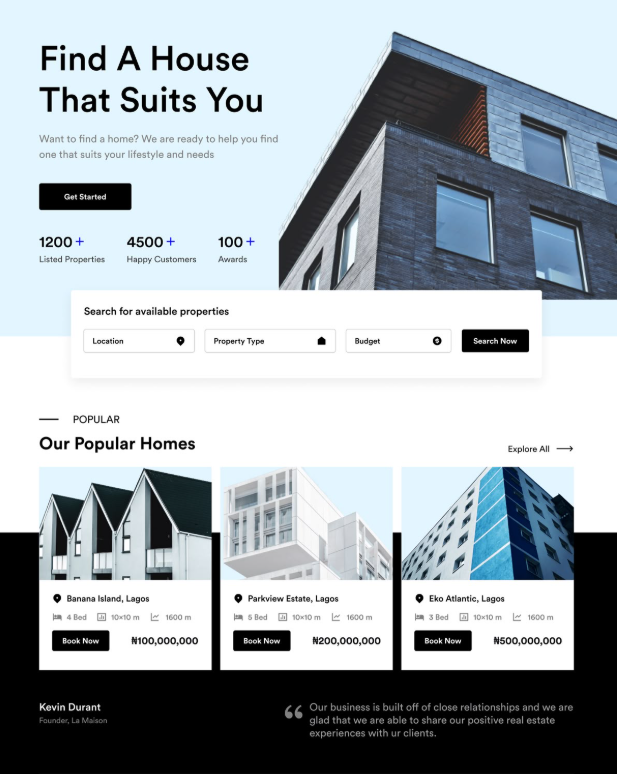 Find A House
That Suits You
Want to find a home? We are ready to help you find
one that suits your lifestyle and needs
Get Started
1200 +
4500 +
100 +
Listed Properties
Happy Customers
Awards
Search for available properties
Location
Property Type
Budget
Search Now
POPULAR
Our Popular Homes
Explore All
Banana Island, Lagos
4 Bed
10×10 m
1600 m
Book Now
₦100,000,000
Parkview Estate, Lagos
5 Bed
10×10 m
1600 m
Book Now
₦200,000,000
Eko Atlantic, Lagos
3 Bed
10×10 m
1600 m
Book Now
₦500,000,000
Kevin Durant
Founder, La Maison
“
Our business is built off of close relationships and we are
glad that we are able to share our positive real estate
experiences with ur clients.